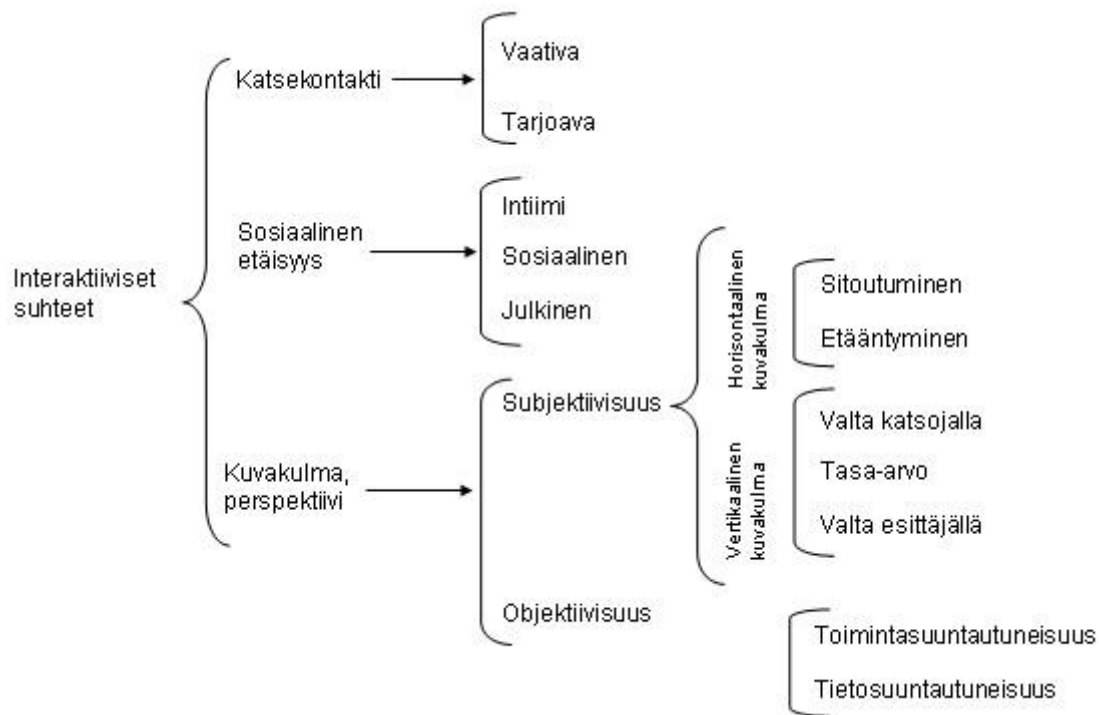 Interaktiiviset
suhteet
Katsekontakti
Vaativa
Tarjoava
Sosiaalinen
etäisyys
Intiimi
Sosiaalinen
Julkinen
Kuvakulma,
perspektiivi
Subjektiivisuus
Horisontaalinen
kuvakulma
Sitoutuminen
Etääntyminen
Vertikaalinen
kuvakulma
Valta katsojalla
Tasa-arvo
Valta esittäjällä
Objektiivisuus
Toimintasuuntautuneisuus
Tietosuuntautuneisuus